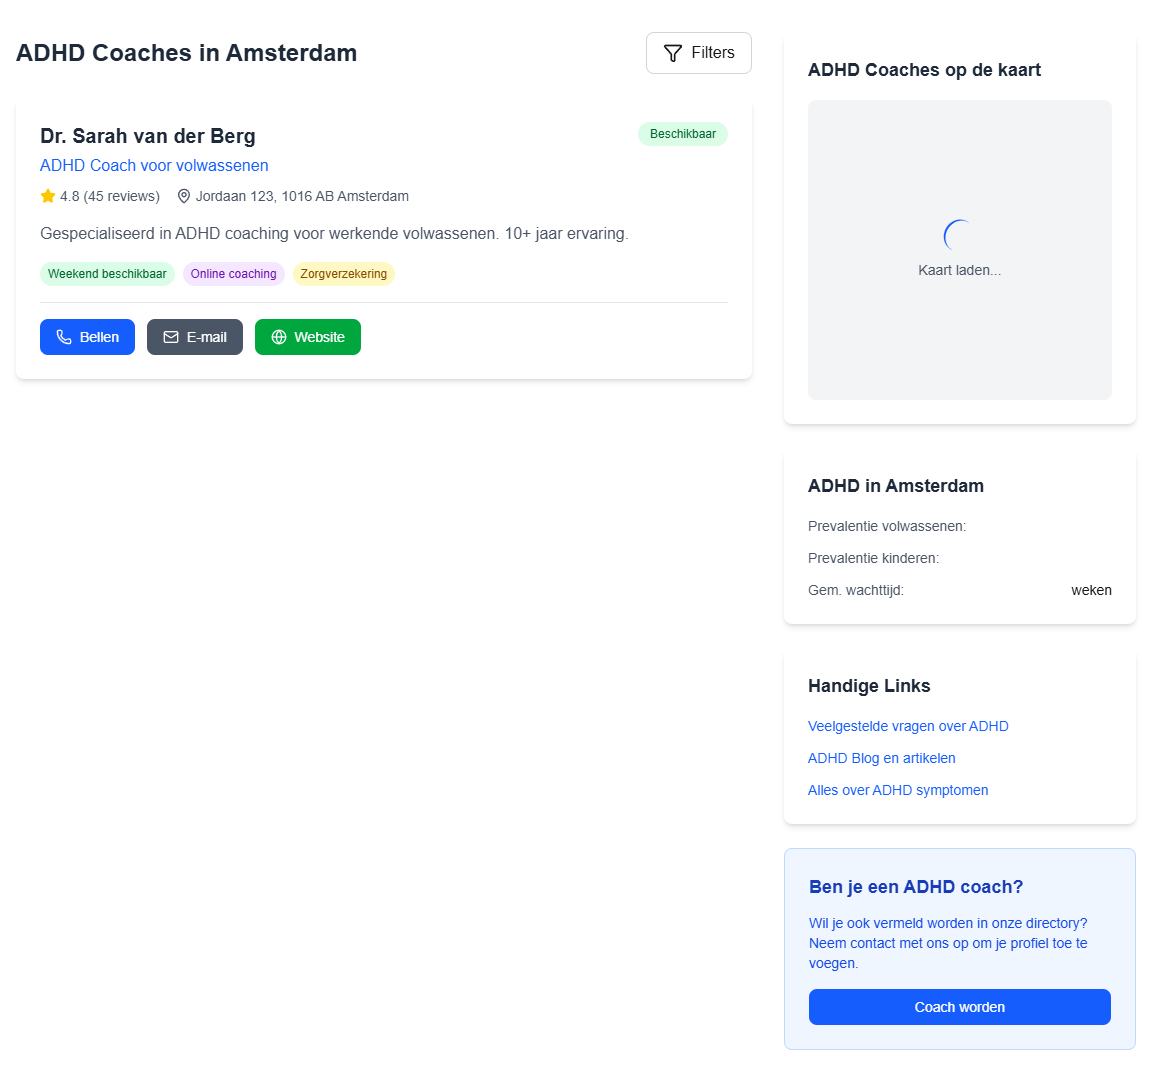 ADHD Coaches in Amsterdam
Filters
Dr. Sarah van der Berg
Beschikbaar
ADHD Coach voor volwassenen
4.8 (45 reviews) Jordaan 123, 1016 AB Amsterdam
Gespecialiseerd in ADHD coaching voor werkende volwassenen. 10+ jaar ervaring.
Weekend beschikbaar Online coaching Zorgverzekering
Bellen E-mail Website
ADHD Coaches op de kaart
Kaart laden...
ADHD in Amsterdam
Prevalentie volwassenen:
Prevalentie kinderen:
Gem. wachttijd: weken
Handige Links
Veelgestelde vragen over ADHD
ADHD Blog en artikelen
Alles over ADHD symptomen
Ben je een ADHD coach?
Wil je ook vermeld worden in onze directory?
Neem contact met ons op om je profiel toe te
voegen.
Coach worden